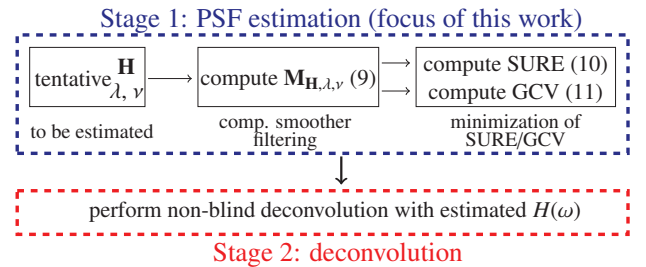 Stage 1: PSF estimation (focus of this work)
tentative H λ, ν
compute M_H,λ,ν (9)
compute SURE (10)
compute GCV (11)
to be estimated
comp. smoother
filtering
minimization of
SURE/GCV
perform non-blind deconvolution with estimated H(ω)
Stage 2: deconvolution